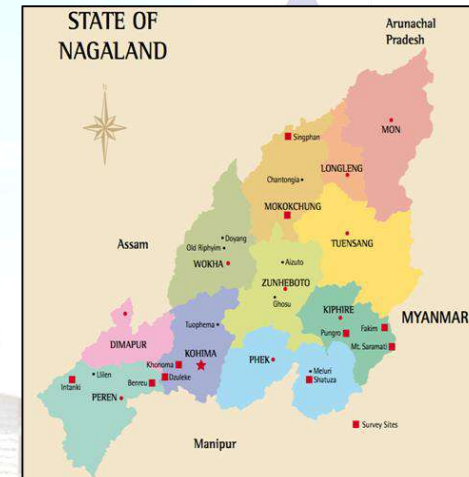 STATE OF
NAGALAND
Arunachal
Pradesh
N
MON
Singphan
LONGLENG
Chantongia
MOKOKCHUNG
TUENSANG
Assam
Doyang
Old Riphyim
WOKHA
Aizuto
ZUNHEBOTO
Ghosu
KIPHIRE
MYANMAR
Fakim
Pungro
Mt. Saramati
Tuophema
DIMAPUR
KOHIMA
Khonoma
Dzuleke
PHEK
Meluri
Shatuza
Intanki
Benreu
PEREN
Survey Sites
Manipur